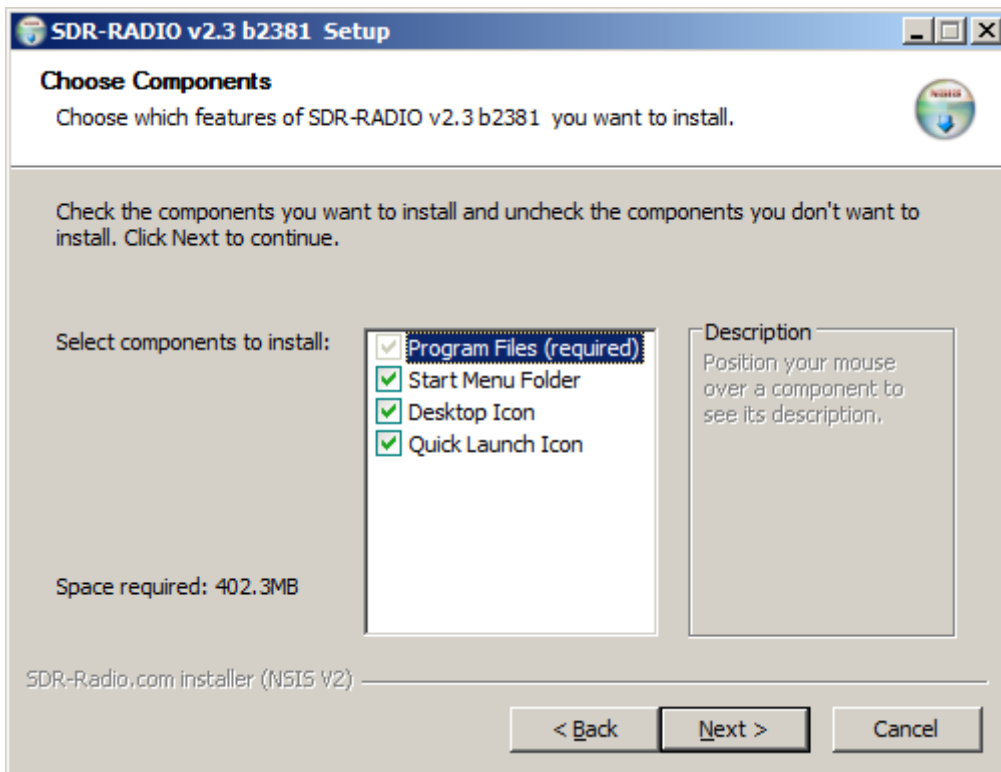 SDR-RADIO v2.3 b2381  Setup
Choose Components
Choose which features of SDR-RADIO v2.3 b2381  you want to install.
Check the components you want to install and uncheck the components you don't want to
install. Click Next to continue.
Select components to install:
Program Files (required)
Start Menu Folder
Desktop Icon
Quick Launch Icon
Description
Position your mouse
over a component to
see its description.
Space required: 402.3MB
SDR-Radio.com installer (NSIS V2)
< Back
Next >
Cancel